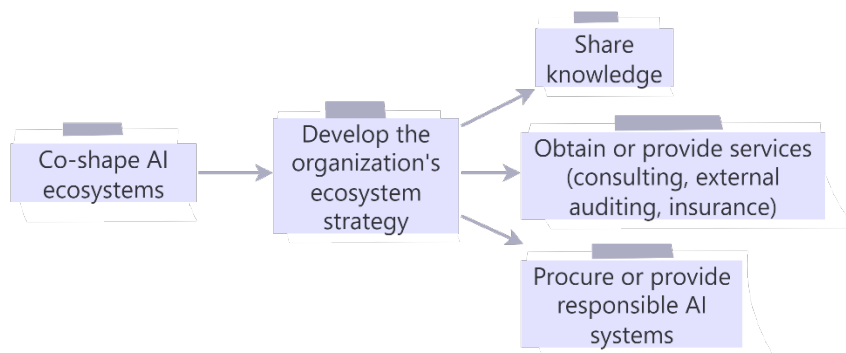 Co-shape AI
ecosystems
Develop the
organization's
ecosystem
strategy
Share
knowledge
Obtain or provide services
(consulting, external
auditing, insurance)
Procure or provide
responsible AI
systems